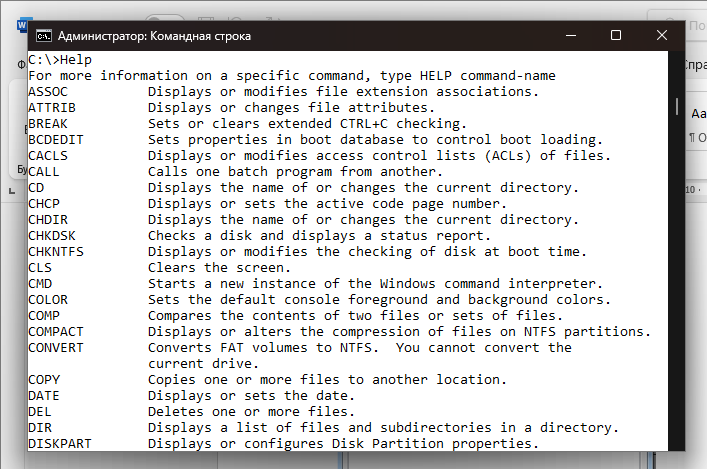 Администратор: Командная строка
C:\>Help
For more information on a specific command, type HELP command-name
ASSOC          Displays or modifies file extension associations.
ATTRIB         Displays or changes file attributes.
BREAK          Sets or clears extended CTRL+C checking.
BCDEDIT        Sets properties in boot database to control boot loading.
CACLS          Displays or modifies access control lists (ACLs) of files.
CALL           Calls one batch program from another.
CD             Displays the name of or changes the current directory.
CHCP           Displays or sets the active code page number.
CHDIR          Displays the name of or changes the current directory.
CHKDSK         Checks a disk and displays a status report.
CHKNTFS        Displays or modifies the checking of disk at boot time.
CLS            Clears the screen.
CMD            Starts a new instance of the Windows command interpreter.
COLOR          Sets the default console foreground and background colors.
COMP           Compares the contents of two files or sets of files.
COMPACT        Displays or alters the compression of files on NTFS partitions.
CONVERT        Converts FAT volumes to NTFS.  You cannot convert the
               current drive.
COPY           Copies one or more files to another location.
DATE           Displays or sets the date.
DEL            Deletes one or more files.
DIR            Displays a list of files and subdirectories in a directory.
DISKPART       Displays or configures Disk Partition properties.